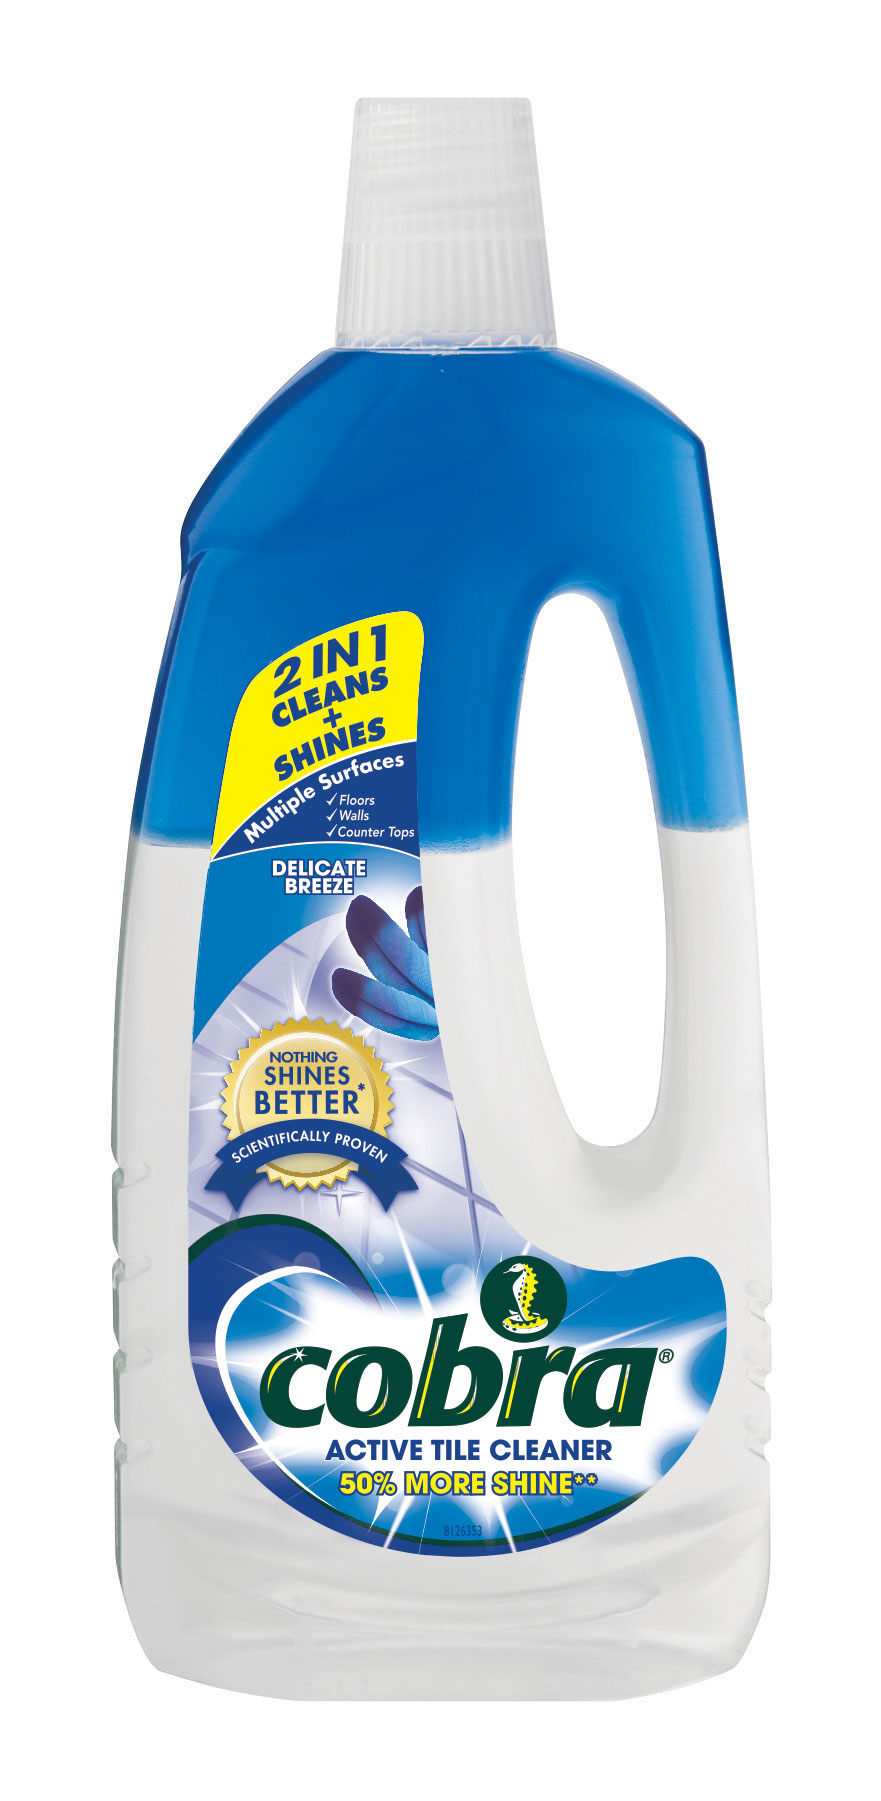 2 IN 1
CLEANS
+
SHINES
Multiple Surfaces
✓ Floors
✓ Walls
✓ Counter Tops
DELICATE
BREEZE
NOTHING
SHINES
BETTER*
SCIENTIFICALLY PROVEN
cobra®
ACTIVE TILE CLEANER
50% MORE SHINE**
8126353